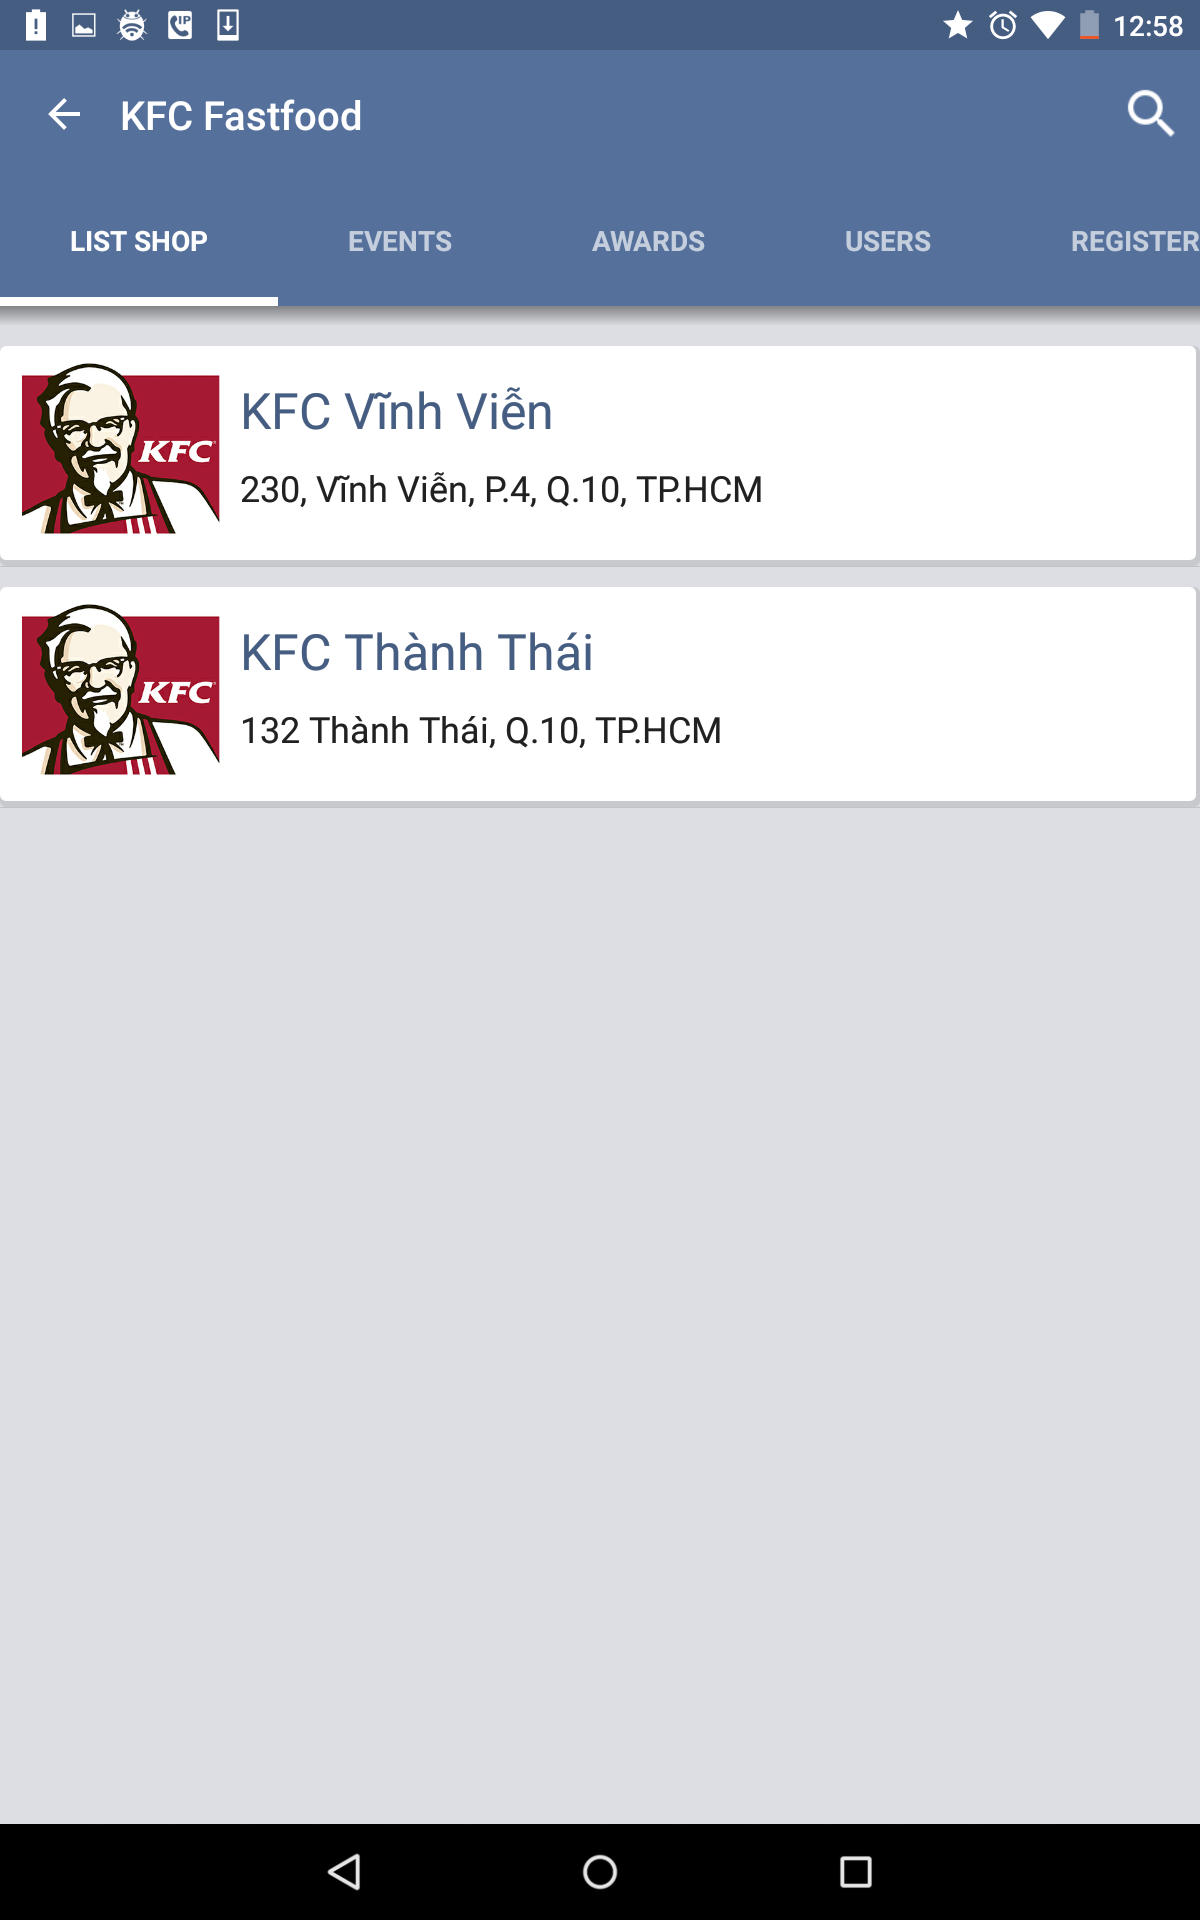 12:58
KFC Fastfood
LIST SHOP EVENTS AWARDS USERS REGISTER
KFC Vĩnh Viễn
KFC
230, Vĩnh Viễn, P.4, Q.10, TP.HCM
KFC Thành Thái
KFC
132 Thành Thái, Q.10, TP.HCM